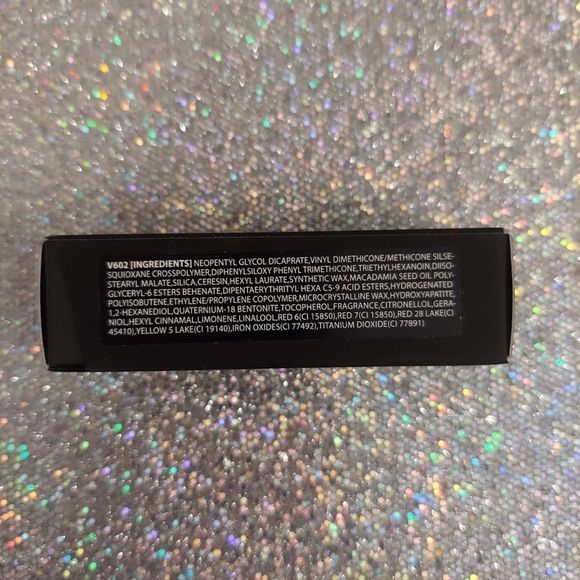 V602 [INGREDIENTS] NEOPENTYL GLYCOL DICAPRATE,VINYL DIMETHICONE/METHICONE SILSE-
SQUIOXANE CROSSPOLYMER,DIPHENYLSILOXY PHENYL TRIMETHICONE,TRIETHYLHEXANOIN,DIISO-
STEARYL MALATE,SILICA,CERESIN,HEXYL LAURATE,SYNTHETIC WAX,MACADAMIA SEED OIL POLY-
GLYCERYL-6 ESTERS BEHENATE,DIPENTAERYTHRITYL HEXA C5-9 ACID ESTERS,HYDROGENATED
POLYISOBUTENE,ETHYLENE/PROPYLENE COPOLYMER,MICROCRYSTALLINE WAX,HYDROXYAPATITE,
1,2-HEXANEDIOL,QUATERNIUM-18 BENTONITE,TOCOPHEROL,FRAGRANCE,CITRONELLOL,GERA-
NIOL,HEXYL CINNAMAL,LIMONENE,LINALOOL,RED 6(CI 15850),RED 7(CI 15850),RED 28 LAKE(CI
45410),YELLOW 5 LAKE(CI 19140),IRON OXIDES(CI 77492),TITANIUM DIOXIDE(CI 77891)